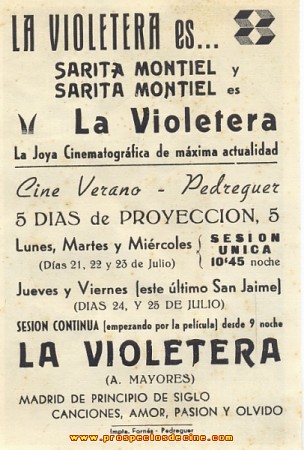 LA VIOLETERA es...
SARITA MONTIEL y
SARITA MONTIEL es
La Violetera
La Joya Cinematográfica de máxima actualidad
Cine Verano - Pedreguer
5 DIAS de PROYECCION, 5
Lunes, Martes y Miércoles
(Días 21, 22 y 23 de Julio)
SESION
UNICA
10'45 noche
Jueves y Viernes (este último San Jaime)
(DIAS 24, y 25 DE JULIO)
SESION CONTINUA (empezando por la película) desde 9 noche
LA VIOLETERA
(A. MAYORES)
MADRID DE PRINCIPIO DE SIGLO
CANCIONES, AMOR, PASION Y OLVIDO
Impta. Fornés - Pedreguer
www.prospectosdecine.com